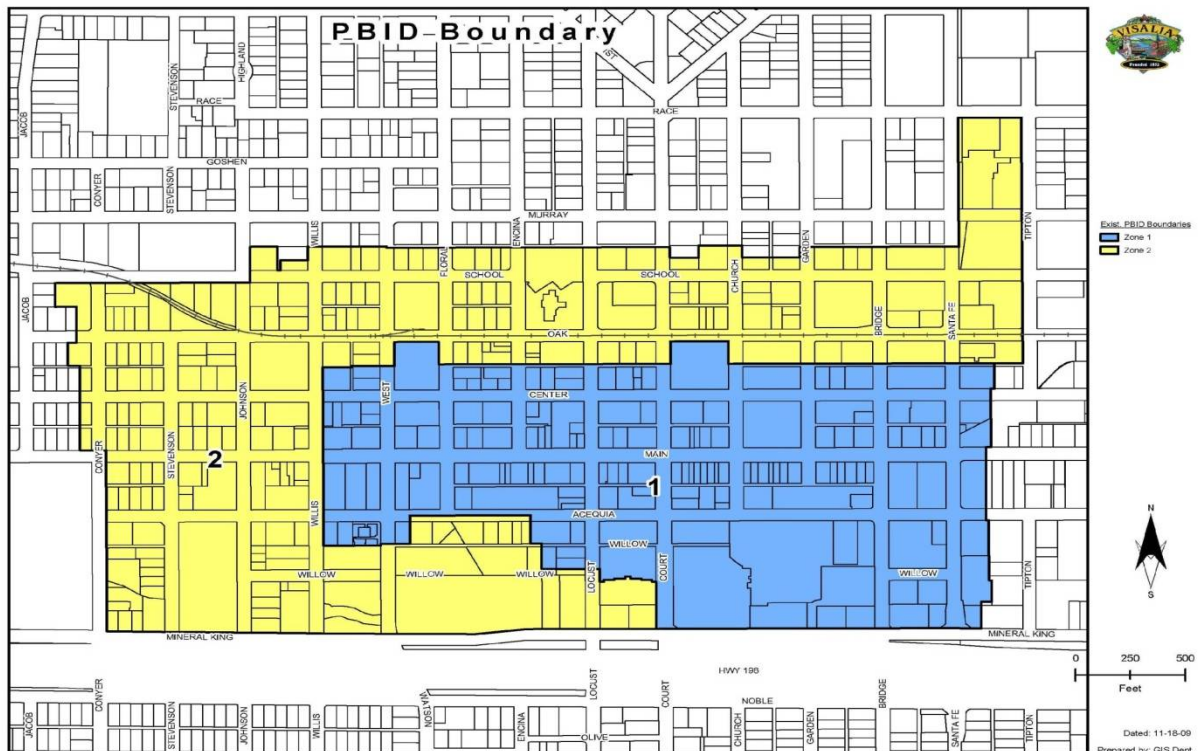 PBID Boundary
VISALIA
Founded 1852
HIGHLAND
STEVENSON
RACE
RACE
JACOB
GOSHEN
CONYER
STEVENSON
MURRAY
TIPTON
Exist. PBID Boundaries
Zone 1
Zone 2
WILLIS
FLORAL
ENCINA
GARDEN
CHURCH
SCHOOL
SCHOOL
JACOB
OAK
BRIDGE
SANTA FE
JOHNSON
WEST
CENTER
CONYER
STEVENSON
2
MAIN
1
WILLIS
ACEQUIA
WILLOW
N
S
WILLOW
WILLOW
WILLOW
LOCUST
COURT
WILLOW
TIPTON
MINERAL KING
MINERAL KING
0 250 500
Feet
HWY 198
CONYER
LOCUST
COURT
NOBLE
BRIDGE
JACOB
STEVENSON
JOHNSON
WILLIS
WATSON
ENCINA
OLIVE
CHURCH
GARDEN
SANTA FE
TIPTON
Dated: 11-18-09
Prepared by: GIS Dept